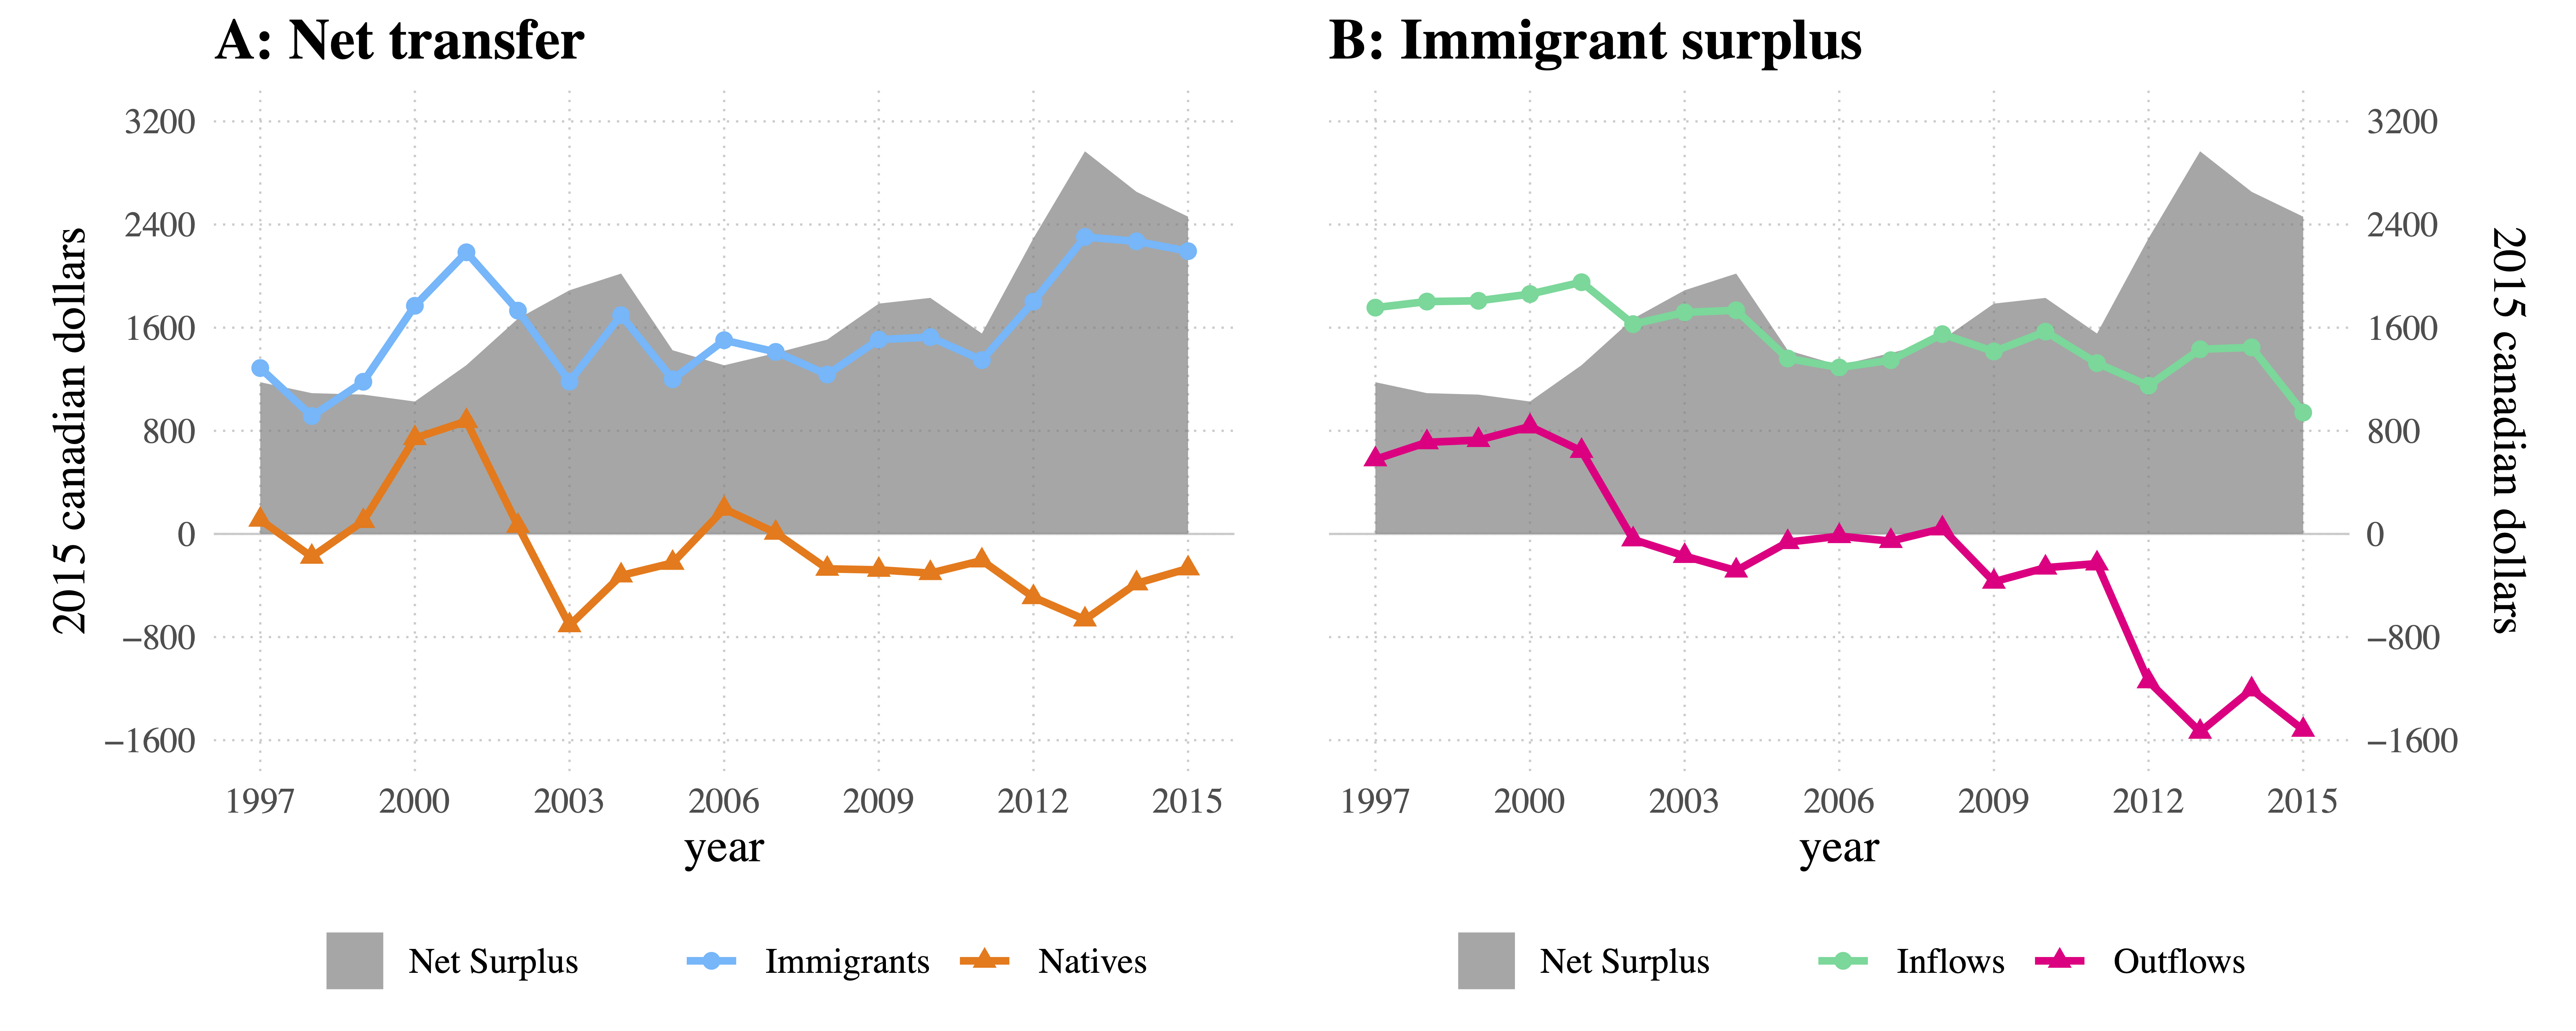 A: Net transfer
2015 canadian dollars
3200
2400
1600
800
0
−800
−1600
1997 2000 2003 2006 2009 2012 2015
year
Net Surplus Immigrants Natives
B: Immigrant surplus
3200
2400
1600
800
0
−800
−1600
2015 canadian dollars
1997 2000 2003 2006 2009 2012 2015
year
Net Surplus Inflows Outflows